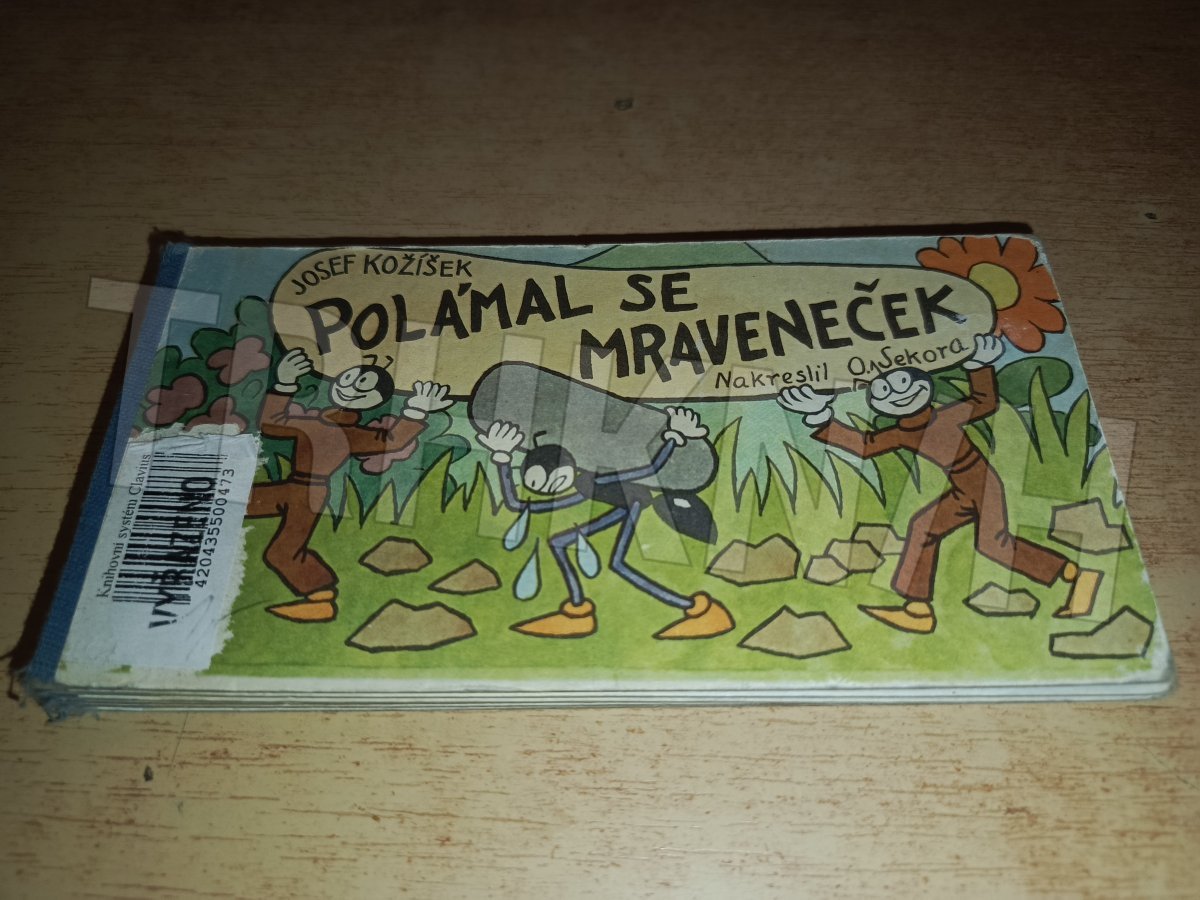 JOSEF KOŽÍŠEK
POLÁMAL SE
MRAVENEČEK
Nakreslil O. Sekora
Knihovní systém Clavius
VYŘAZENO
420435500473